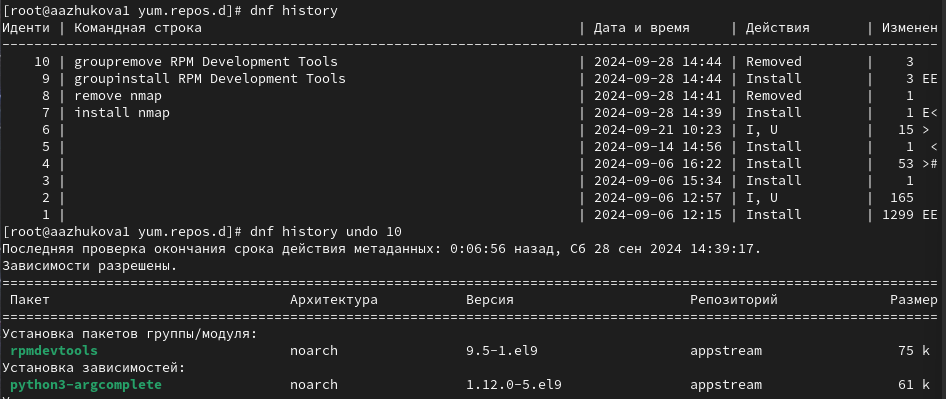 [root@aazhukova1 yum.repos.d]# dnf history
Иденти | Командная строка | Дата и время | Действия | Изменен
10 | groupremove RPM Development Tools | 2024-09-28 14:44 | Removed | 3
9 | groupinstall RPM Development Tools | 2024-09-28 14:44 | Install | 3 EE
8 | remove nmap | 2024-09-28 14:41 | Removed | 1
7 | install nmap | 2024-09-28 14:39 | Install | 1 E<
6 | | 2024-09-21 10:23 | I, U | 15 >
5 | | 2024-09-14 14:56 | Install | 1 <
4 | | 2024-09-06 16:22 | Install | 53 >#
3 | | 2024-09-06 15:34 | Install | 1
2 | | 2024-09-06 12:57 | I, U | 165
1 | | 2024-09-06 12:15 | Install | 1299 EE
[root@aazhukova1 yum.repos.d]# dnf history undo 10
Последняя проверка окончания срока действия метаданных: 0:06:56 назад, Сб 28 сен 2024 14:39:17.
Зависимости разрешены.
Пакет Архитектура Версия Репозиторий Размер
Установка пакетов группы/модуля:
rpmdevtools noarch 9.5-1.el9 appstream 75 k
Установка зависимостей:
python3-argcomplete noarch 1.12.0-5.el9 appstream 61 k